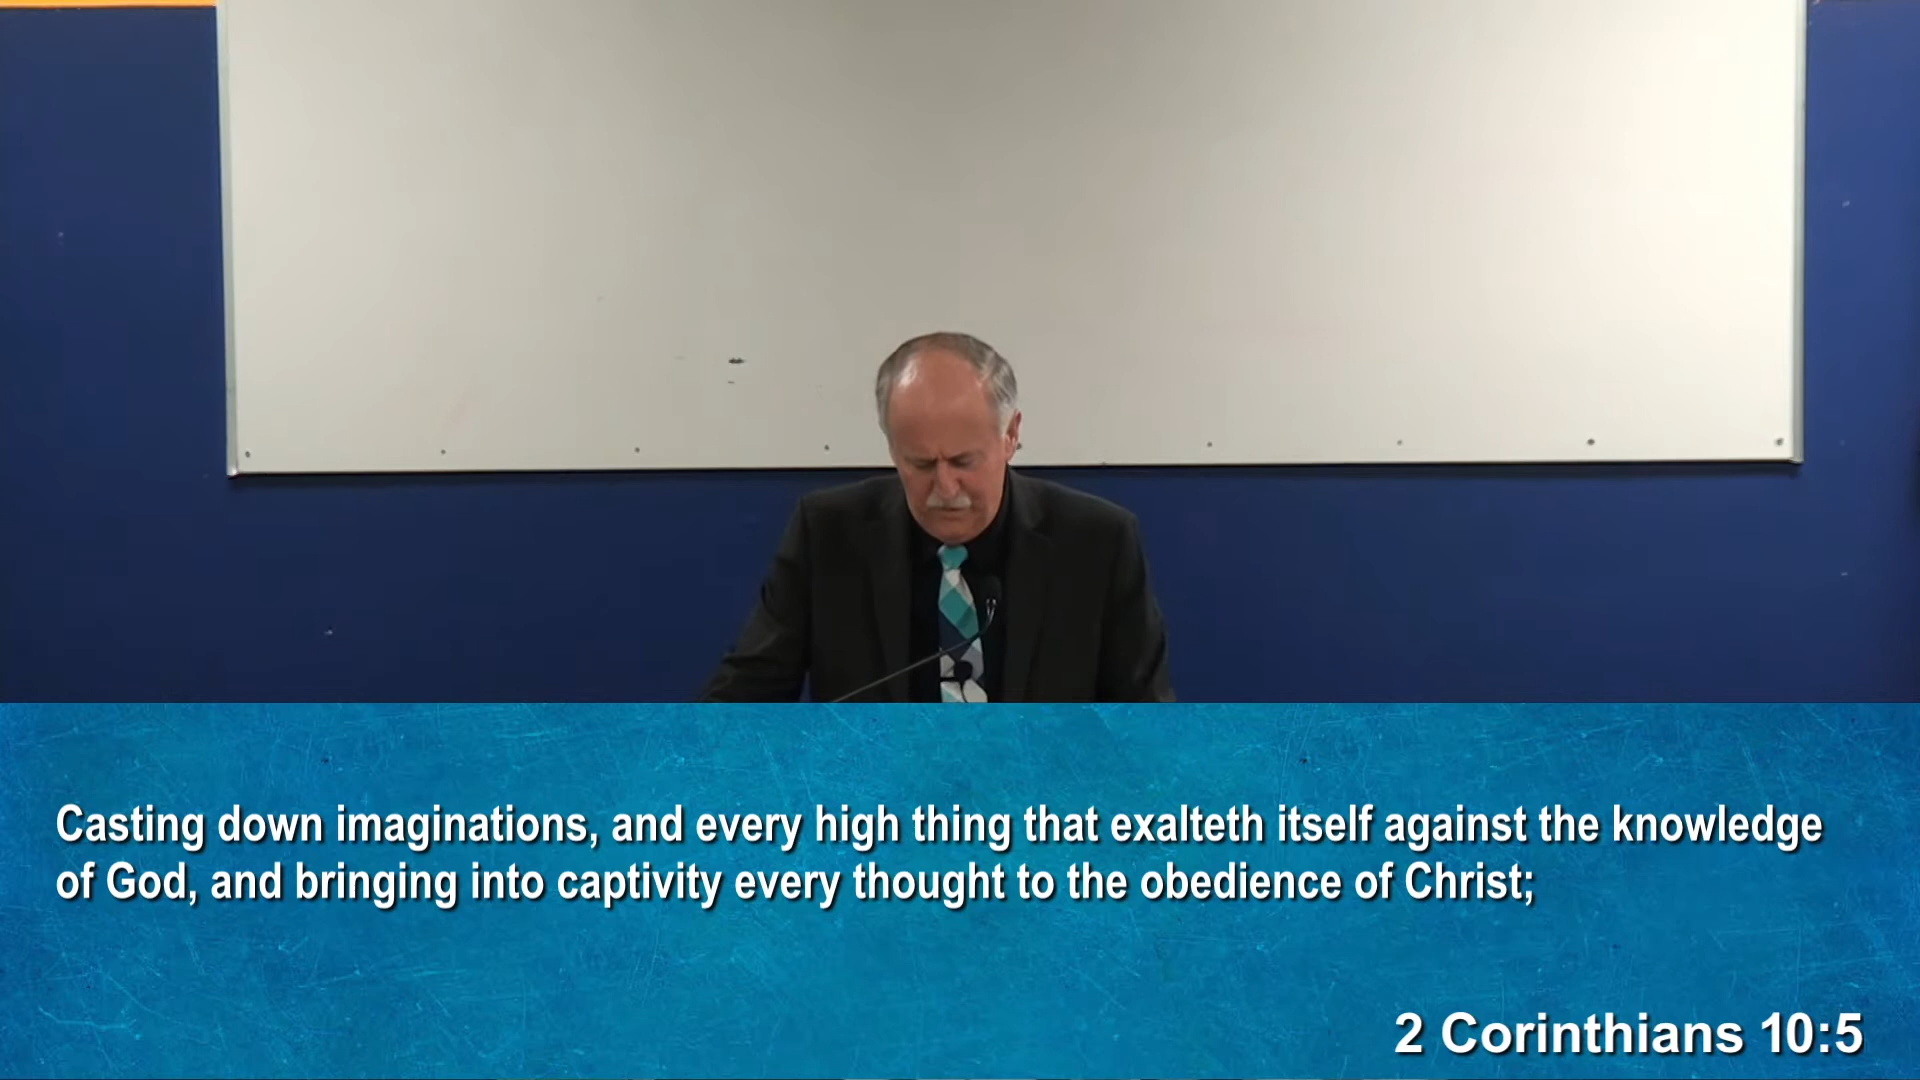 Casting down imaginations, and every high thing that exalteth itself against the knowledge
of God, and bringing into captivity every thought to the obedience of Christ;
2 Corinthians 10:5